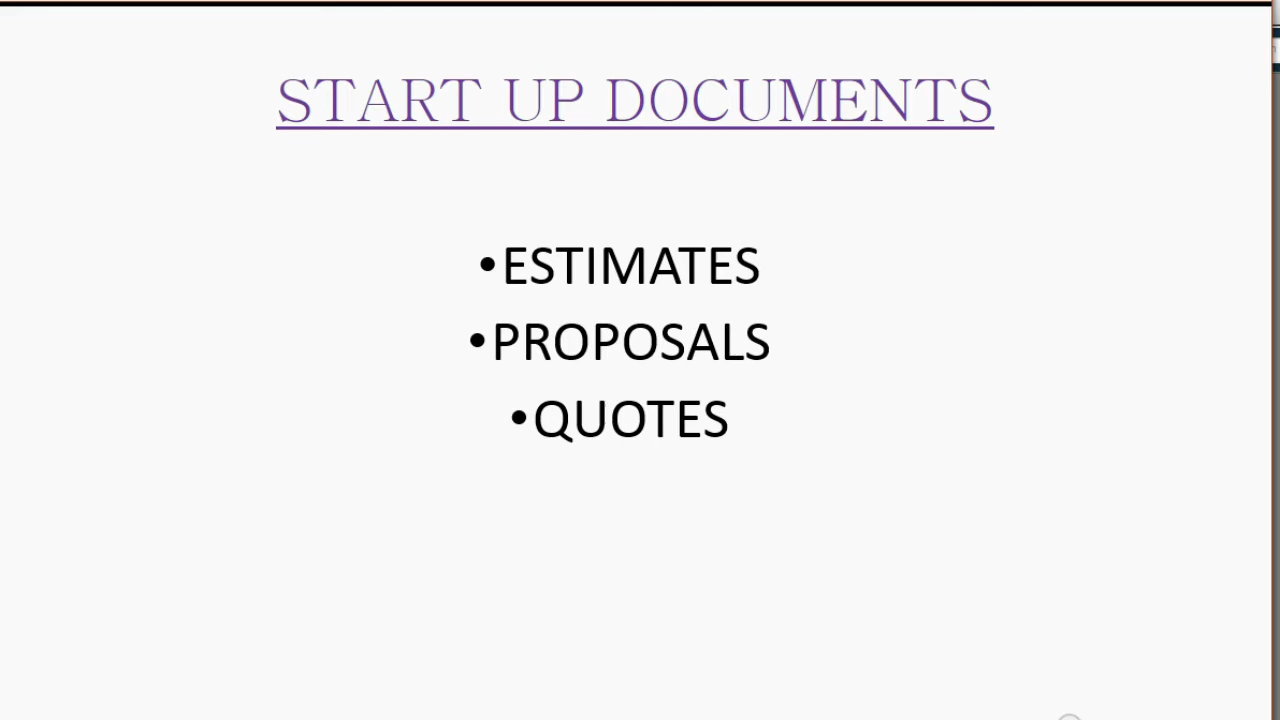 START UP DOCUMENTS
•ESTIMATES
•PROPOSALS
•QUOTES